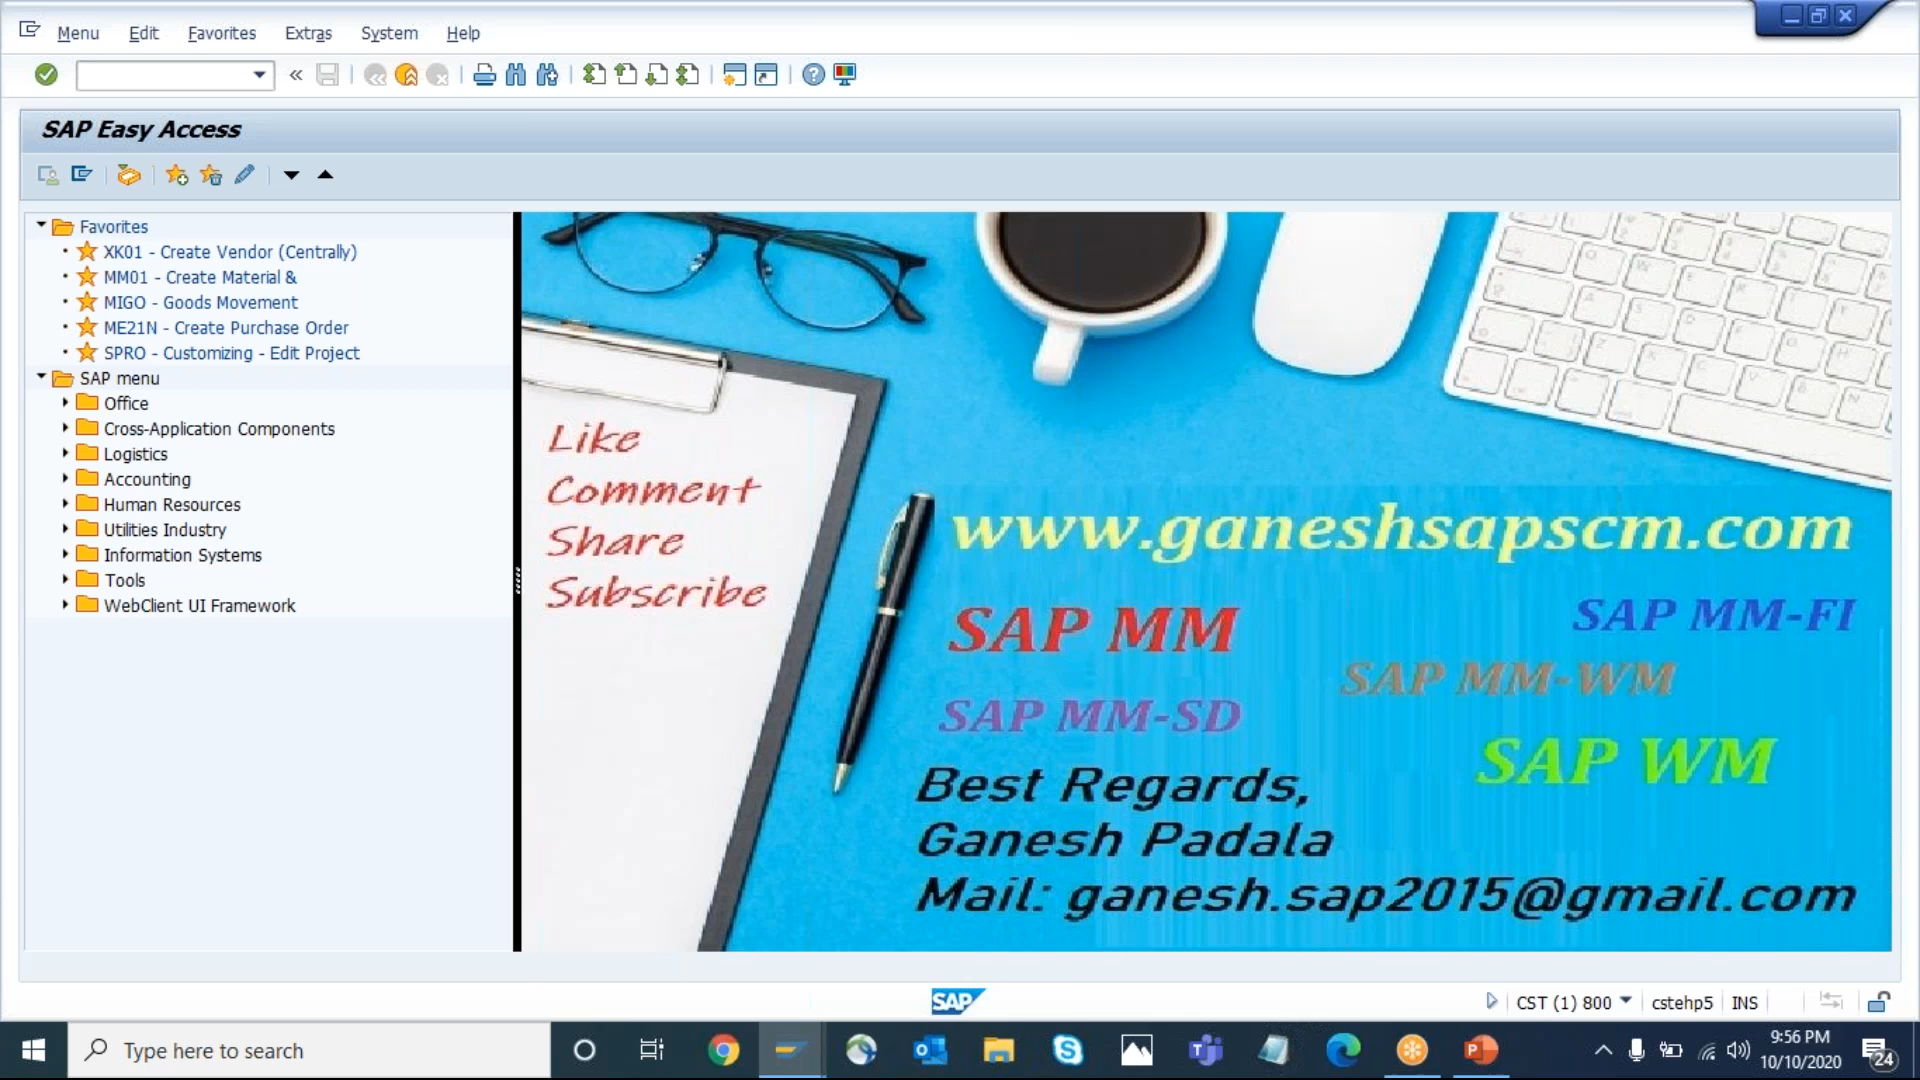 Menu Edit Favorites Extras System Help
SAP Easy Access
Favorites
XK01 - Create Vendor (Centrally)
MM01 - Create Material &
MIGO - Goods Movement
ME21N - Create Purchase Order
SPRO - Customizing - Edit Project
SAP menu
Office
Cross-Application Components
Logistics
Accounting
Human Resources
Utilities Industry
Information Systems
Tools
WebClient UI Framework
Like
Comment
Share
Subscribe
www.ganeshsapscm.com
SAP MM
SAP MM-FI
SAP MM-WM
SAP MM-SD
SAP WM
Best Regards,
Ganesh Padala
Mail: ganesh.sap2015@gmail.com
SAP
CST (1) 800 cstehp5 INS
Type here to search
9:56 PM
10/10/2020
24